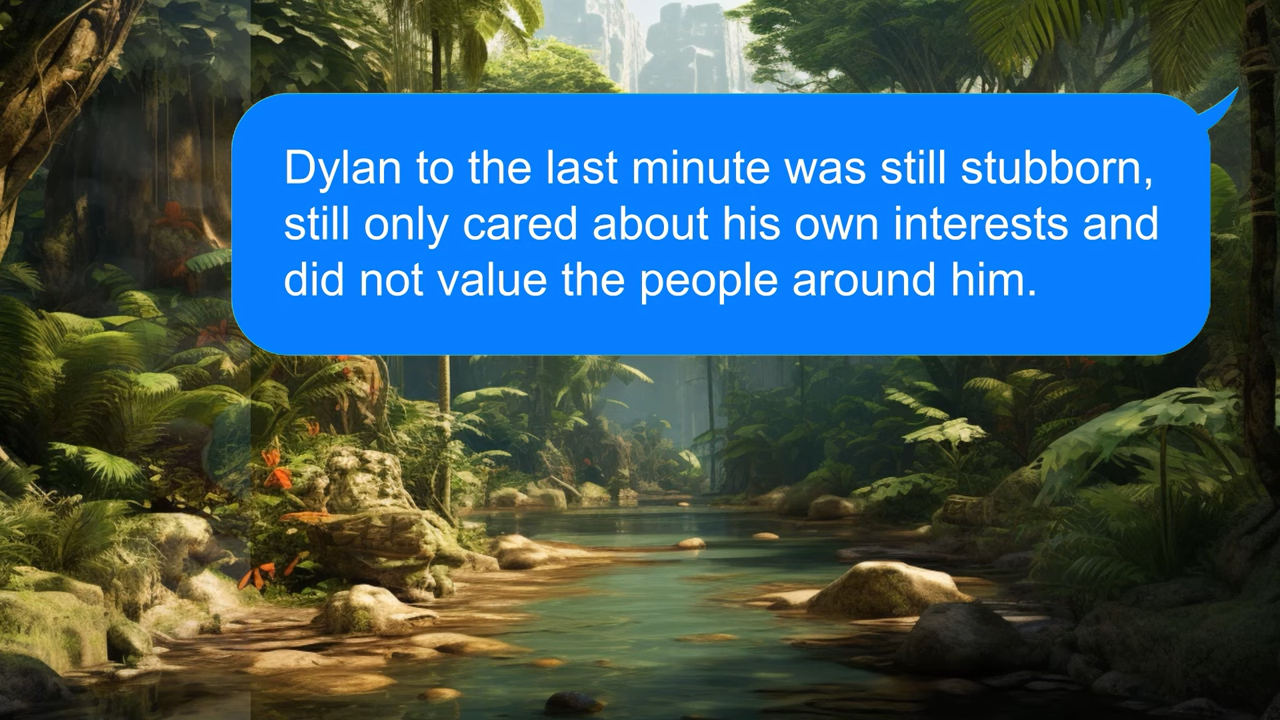 Dylan to the last minute was still stubborn,
still only cared about his own interests and
did not value the people around him.